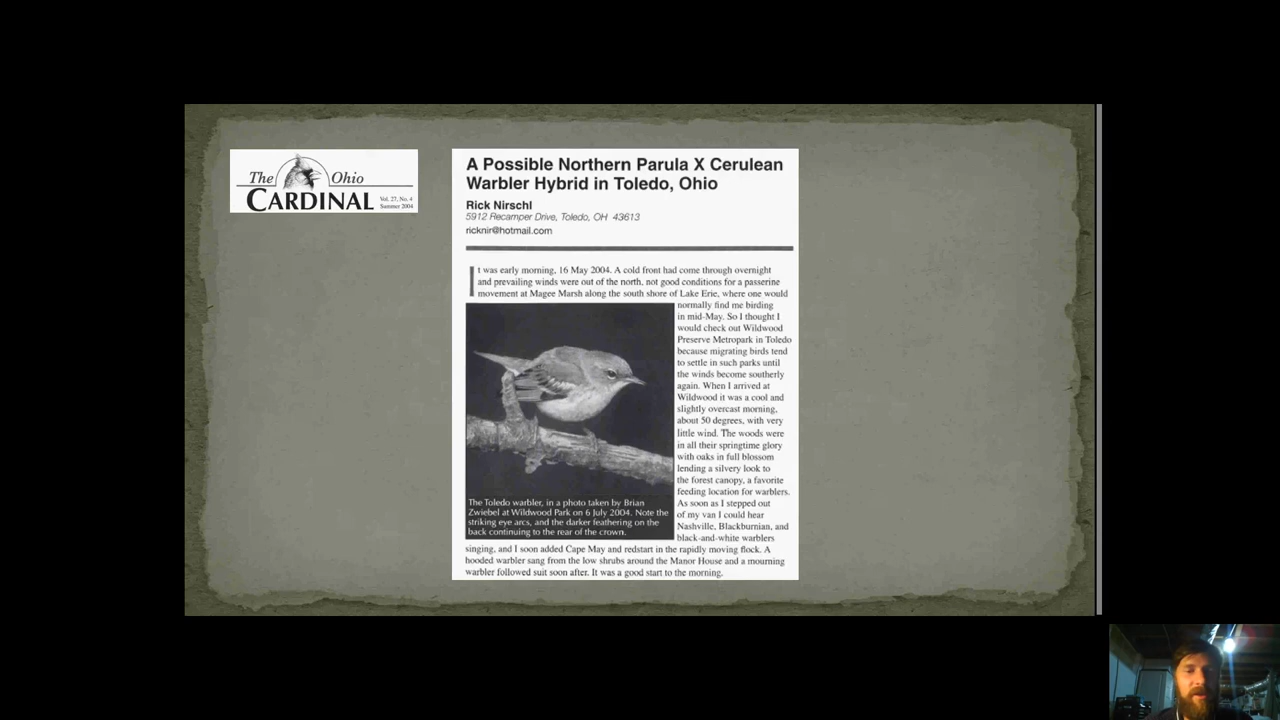 The Ohio
CARDINAL
Vol. 27, No. 4
Summer 2004
A Possible Northern Parula X Cerulean
Warbler Hybrid in Toledo, Ohio
Rick Nirschl
5912 Recamper Drive, Toledo, OH 43613
ricknir@hotmail.com
It was early morning, 16 May 2004. A cold front had come through overnight
and prevailing winds were out of the north, not good conditions for a passerine
movement at Magee Marsh along the south shore of Lake Erie, where one would
normally find me birding
in mid-May. So I thought I
would check out Wildwood
Preserve Metropark in Toledo
because migrating birds tend
to settle in such parks until
the winds become southerly
again. When I arrived at
Wildwood it was a cool and
slightly overcast morning,
about 50 degrees, with very
little wind. The woods were
in all their springtime glory
with oaks in full blossom
lending a silvery look to
the forest canopy, a favorite
feeding location for warblers.
As soon as I stepped out
of my van I could hear
Nashville, Blackburnian, and
black-and-white warblers
singing, and I soon added Cape May and redstart in the rapidly moving flock. A
hooded warbler sang from the low shrubs around the Manor House and a mourning
warbler followed suit soon after. It was a good start to the morning.
The Toledo warbler, in a photo taken by Brian
Zwiebel at Wildwood Park on 6 July 2004. Note the
striking eye arcs, and the darker feathering on the
back continuing to the rear of the crown.